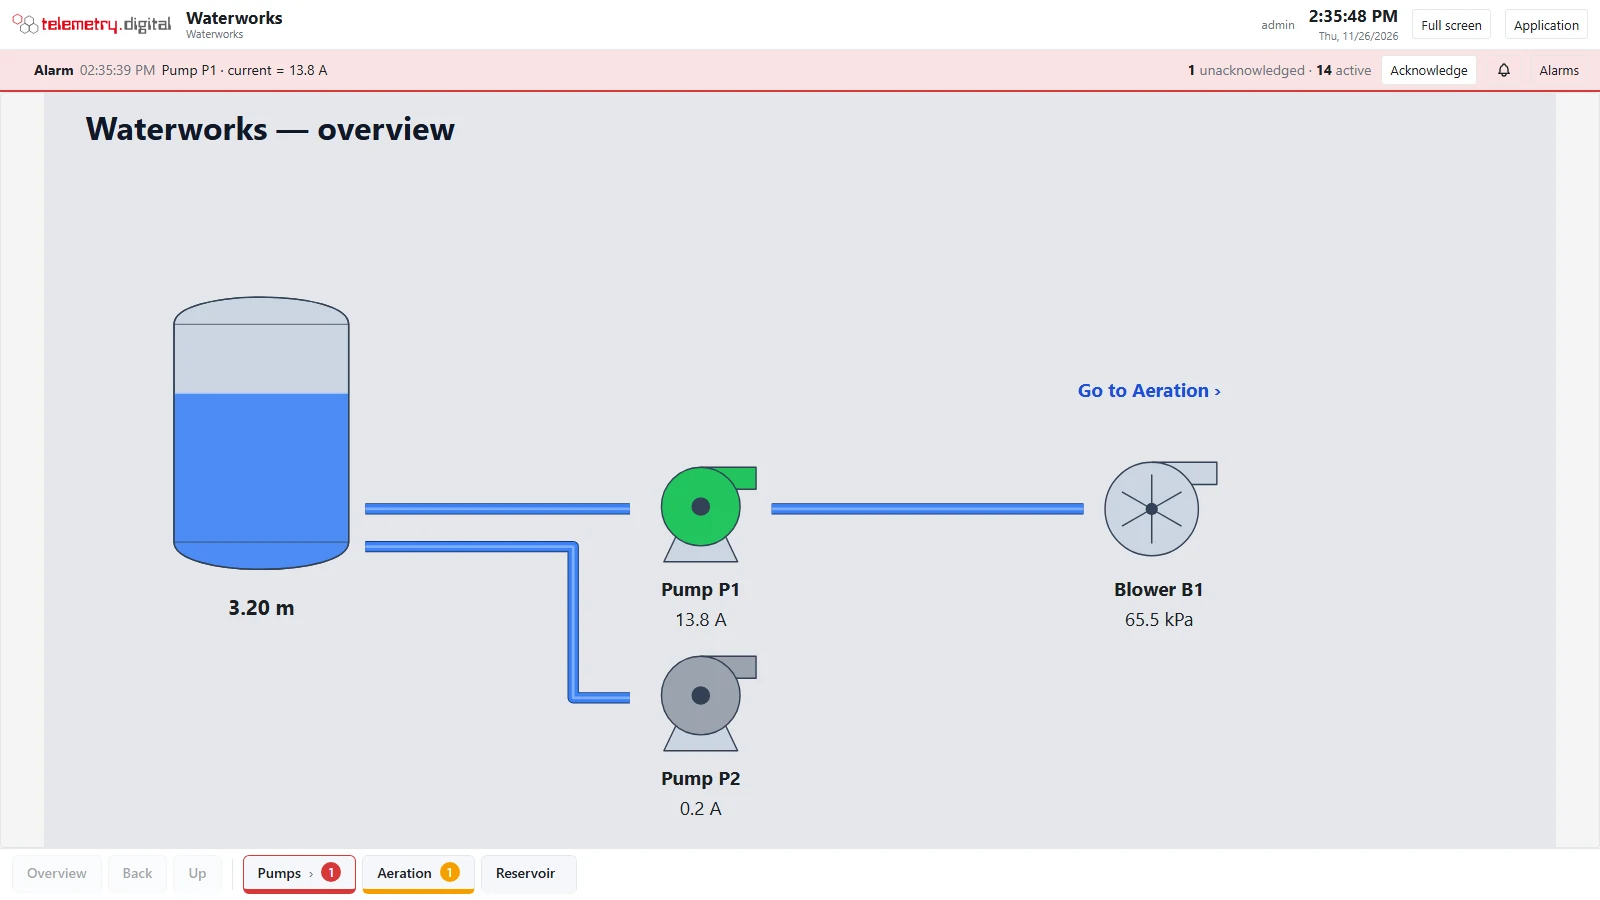 telemetry.digital
Waterworks
Waterworks
admin
2:35:48 PM
Thu, 11/26/2026
Full screen
Application
Alarm 02:35:39 PM Pump P1 · current = 13.8 A
1 unacknowledged · 14 active
Acknowledge
Alarms
Waterworks — overview
Go to Aeration ›
3.20 m
Pump P1
13.8 A
Blower B1
65.5 kPa
Pump P2
0.2 A
Overview
Back
Up
Pumps › 1
Aeration 1
Reservoir